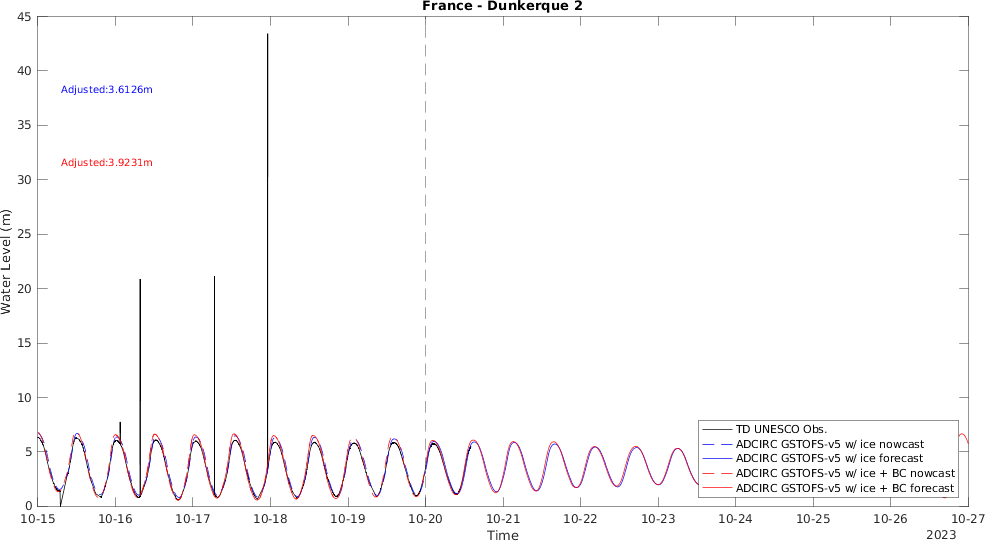 France - Dunkerque 2
45
40
35
30
25
20
15
10
5
0
Water Level (m)
Adjusted:3.6126m
Adjusted:3.9231m
TD UNESCO Obs.
ADCIRC GSTOFS-v5 w/ ice nowcast
ADCIRC GSTOFS-v5 w/ ice forecast
ADCIRC GSTOFS-v5 w/ ice + BC nowcast
ADCIRC GSTOFS-v5 w/ ice + BC forecast
10-15 10-16 10-17 10-18 10-19 10-20 10-21 10-22 10-23 10-24 10-25 10-26 10-27
Time
2023